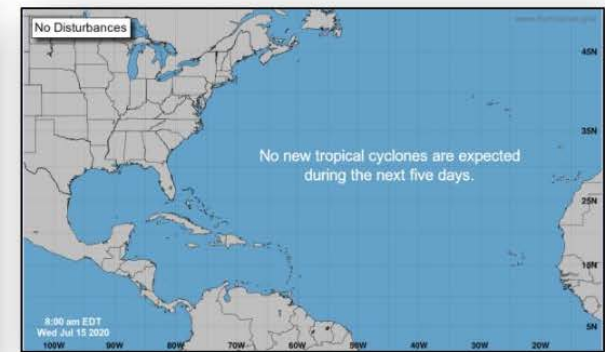 No Disturbances
45N
35N
No new tropical cyclones are expected
during the next five days.
25N
15N
8:00 am EDT
Wed Jul 15 2020
5N
100W 90W 80W 70W 60W 50W 40W 30W 20W